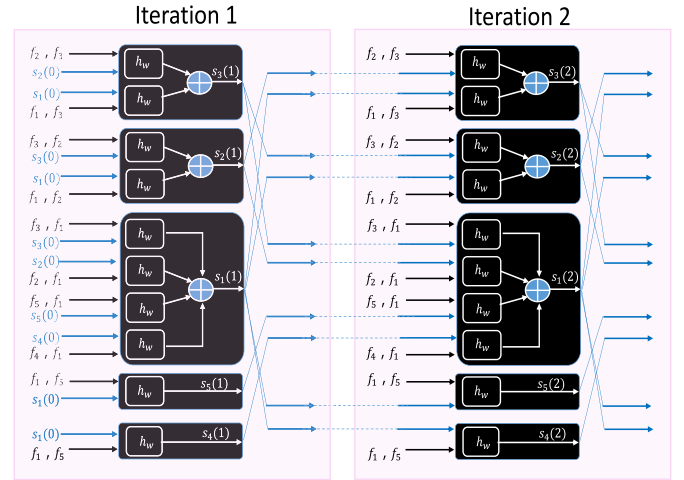 Iteration 1
f₂ , f₃
s₂(0)
s₁(0)
f₁ , f₃
h_w
h_w
s₃(1)
f₃ , f₂
s₃(0)
s₁(0)
f₁ , f₂
h_w
h_w
s₂(1)
f₃ , f₁
s₃(0)
s₂(0)
f₂ , f₁
f₅ , f₁
s₅(0)
s₄(0)
f₄ , f₁
h_w
h_w
h_w
h_w
s₁(1)
f₁ , f₅
s₁(0)
h_w
s₅(1)
s₁(0)
f₁ , f₅
h_w
s₄(1)
Iteration 2
f₂ , f₃
f₁ , f₃
h_w
h_w
s₃(2)
f₃ , f₂
f₁ , f₂
h_w
h_w
s₂(2)
f₃ , f₁
f₂ , f₁
f₅ , f₁
f₄ , f₁
h_w
h_w
h_w
h_w
s₁(2)
f₁ , f₅
h_w
s₅(2)
f₁ , f₅
h_w
s₄(2)